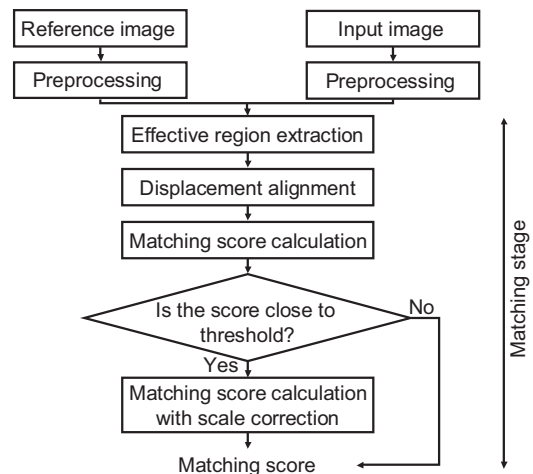 Reference image
Input image
Preprocessing
Preprocessing
Effective region extraction
Displacement alignment
Matching score calculation
Is the score close to
threshold?
No
Yes
Matching score calculation
with scale correction
Matching score
Matching stage